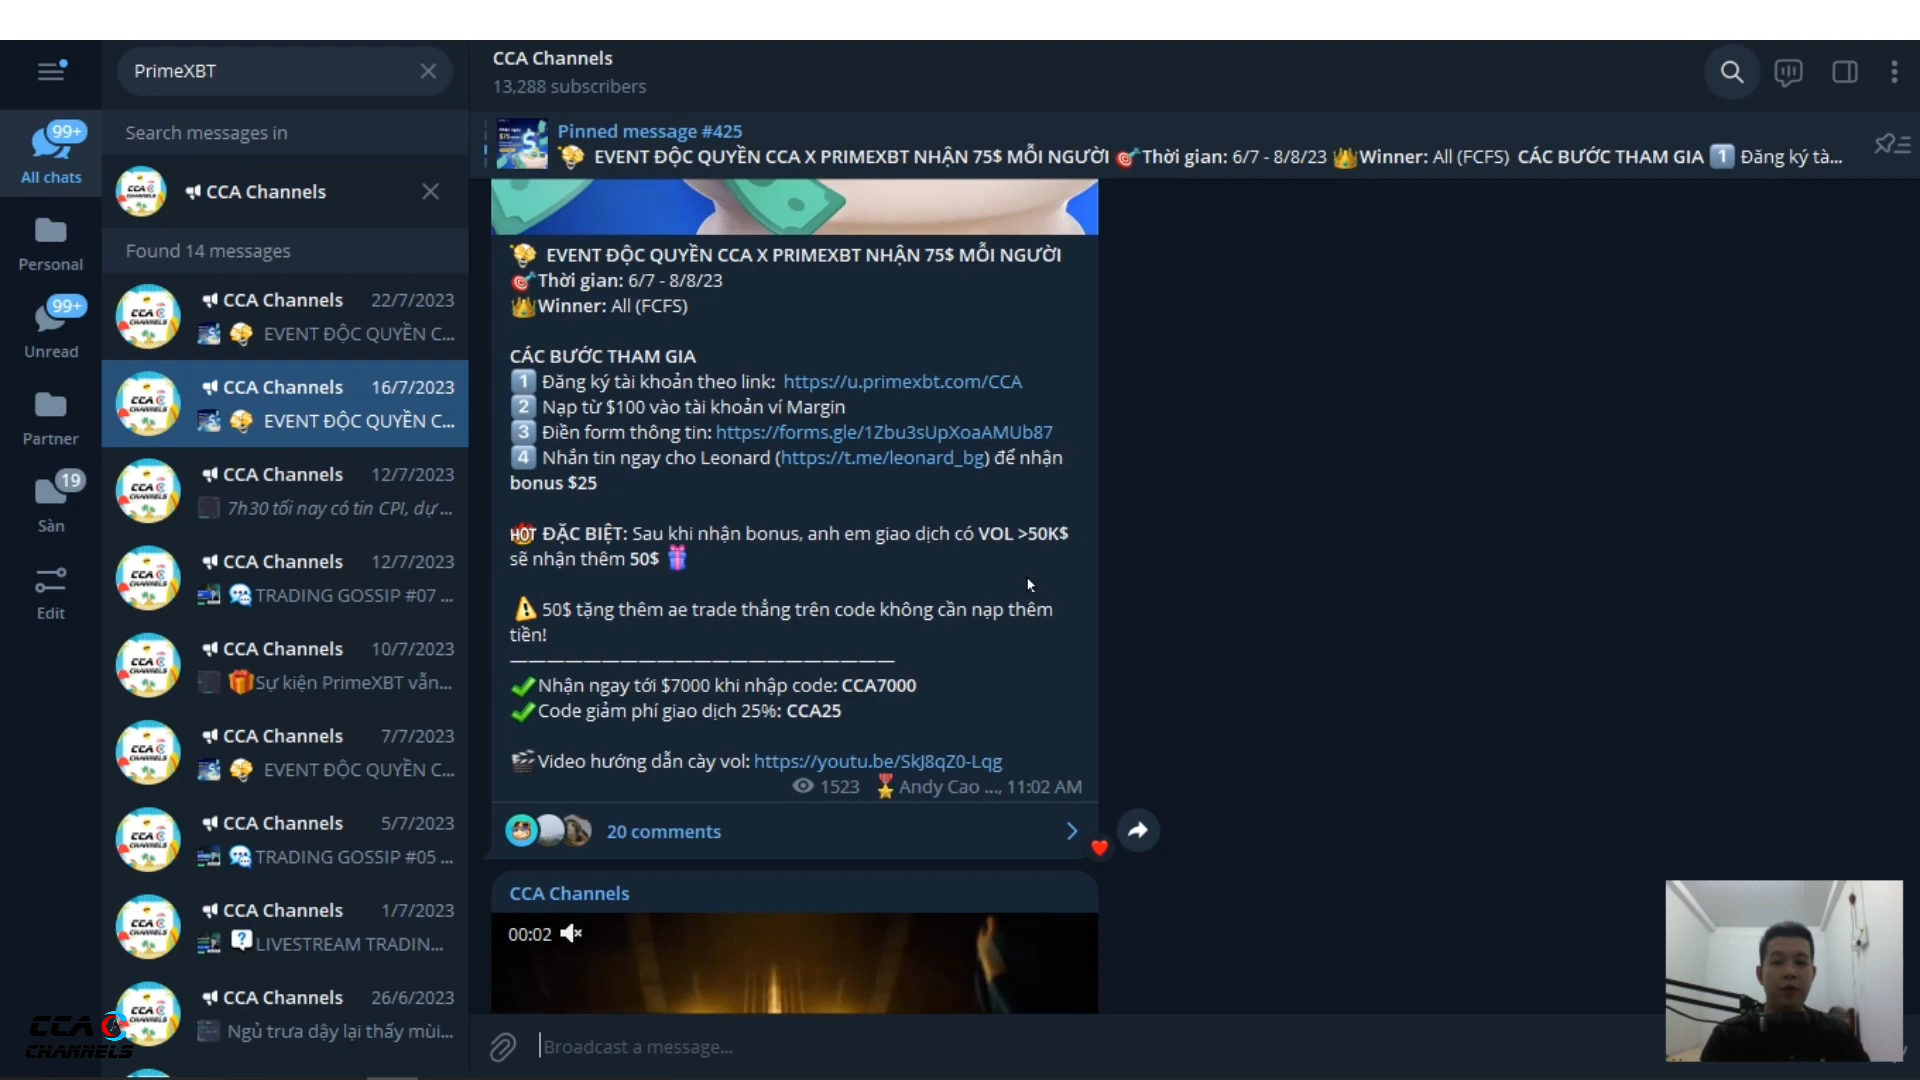 PrimeXBT
Search messages in
CCA Channels
Found 14 messages
99+
All chats
Personal
99+
Unread
Partner
19
Sàn
Edit
CCA Channels 22/7/2023
EVENT ĐỘC QUYỀN C...
CCA Channels 16/7/2023
EVENT ĐỘC QUYỀN C...
CCA Channels 12/7/2023
7h30 tối nay có tin CPI, dự ...
CCA Channels 12/7/2023
TRADING GOSSIP #07 ...
CCA Channels 10/7/2023
Sự kiện PrimeXBT vẫn...
CCA Channels 7/7/2023
EVENT ĐỘC QUYỀN C...
CCA Channels 5/7/2023
TRADING GOSSIP #05 ...
CCA Channels 1/7/2023
LIVESTREAM TRADIN...
CCA Channels 26/6/2023
Ngủ trưa dậy lại thấy mùi...
CCA
CHANNELS
CCA Channels
13,288 subscribers
Pinned message #425
EVENT ĐỘC QUYỀN CCA X PRIMEXBT NHẬN 75$ MỖI NGƯỜI Thời gian: 6/7 - 8/8/23 Winner: All (FCFS) CÁC BƯỚC THAM GIA 1 Đăng ký tà...
EVENT ĐỘC QUYỀN CCA X PRIMEXBT NHẬN 75$ MỖI NGƯỜI
Thời gian: 6/7 - 8/8/23
Winner: All (FCFS)
CÁC BƯỚC THAM GIA
1 Đăng ký tài khoản theo link: https://u.primexbt.com/CCA
2 Nạp từ $100 vào tài khoản ví Margin
3 Điền form thông tin: https://forms.gle/1Zbu3sUpXoaAMUb87
4 Nhắn tin ngay cho Leonard (https://t.me/leonard_bg) để nhận
bonus $25
HOT ĐẶC BIỆT: Sau khi nhận bonus, anh em giao dịch có VOL >50K$
sẽ nhận thêm 50$
50$ tặng thêm ae trade thẳng trên code không cần nạp thêm
tiền!
—————————————————————
Nhận ngay tới $7000 khi nhập code: CCA7000
Code giảm phí giao dịch 25%: CCA25
Video hướng dẫn cày vol: https://youtu.be/SkJ8qZ0-Lqg
1523 Andy Cao ..., 11:02 AM
20 comments
CCA Channels
00:02
Broadcast a message...